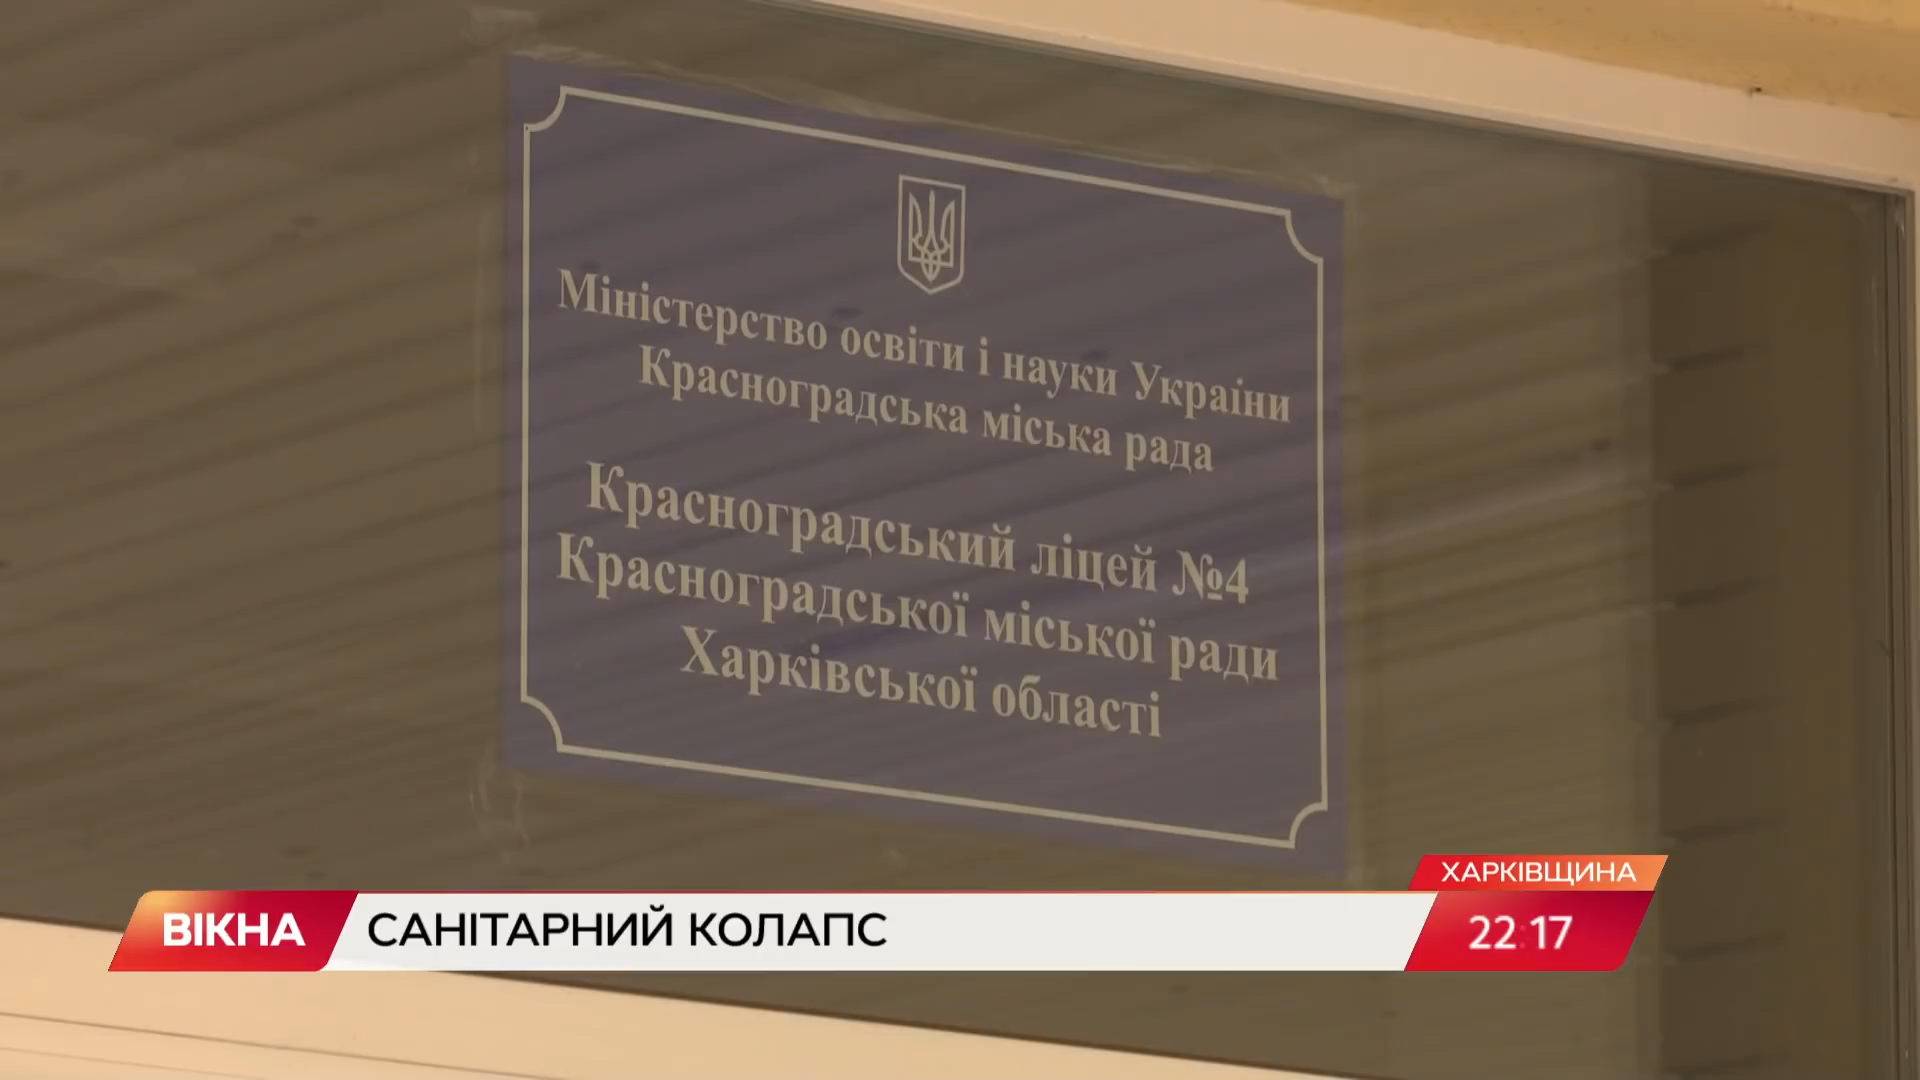 Міністерство освіти і науки України
Красноградська міська рада
Красноградський ліцей №4
Красноградської міської ради
Харківської області
ХАРКІВЩИНА
ВІКНА САНІТАРНИЙ КОЛАПС 22:17